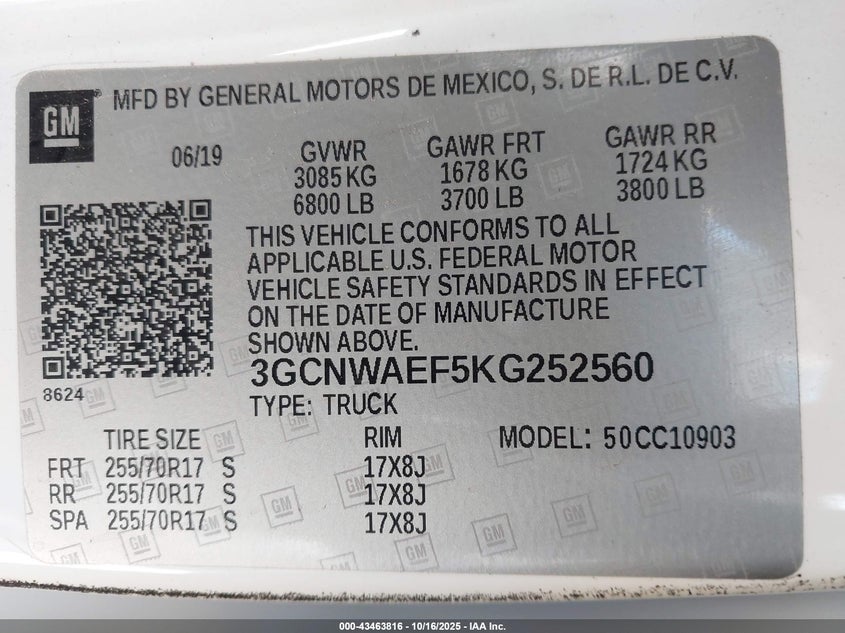 GM
MFD BY GENERAL MOTORS DE MEXICO, S. DE R.L. DE C.V.
06/19
GVWR
3085 KG
6800 LB
GAWR FRT
1678 KG
3700 LB
GAWR RR
1724 KG
3800 LB
THIS VEHICLE CONFORMS TO ALL
APPLICABLE U.S. FEDERAL MOTOR
VEHICLE SAFETY STANDARDS IN EFFECT
ON THE DATE OF MANUFACTURE
SHOWN ABOVE.
8624
3GCNWAEF5KG252560
TYPE: TRUCK
TIRE SIZE RIM MODEL: 50CC10903
FRT 255/70R17 S 17X8J
RR 255/70R17 S 17X8J
SPA 255/70R17 S 17X8J
000-43463816 - 10/16/2025 - IAA Inc.